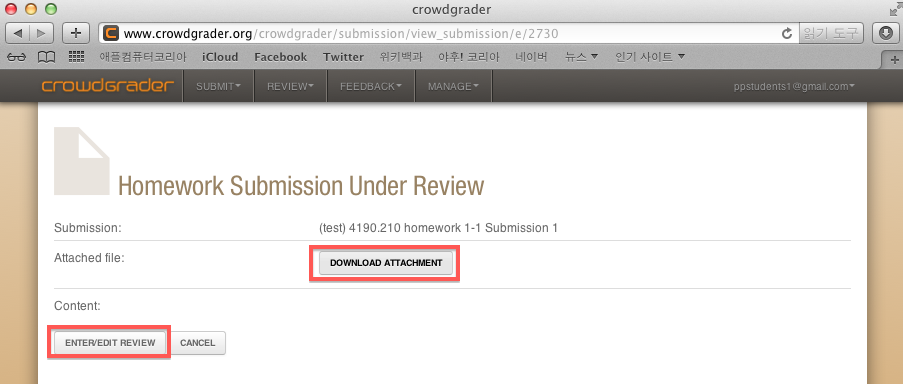 crowdgrader
www.crowdgrader.org/crowdgrader/submission/view_submission/e/2730 읽기 도구
애플컴퓨터코리아 iCloud Facebook Twitter 위키백과 야후! 코리아 네이버 뉴스 인기 사이트
crowdgrader SUBMIT REVIEW FEEDBACK MANAGE ppstudents1@gmail.com
Homework Submission Under Review
Submission: (test) 4190.210 homework 1-1 Submission 1
Attached file: DOWNLOAD ATTACHMENT
Content:
ENTER/EDIT REVIEW CANCEL